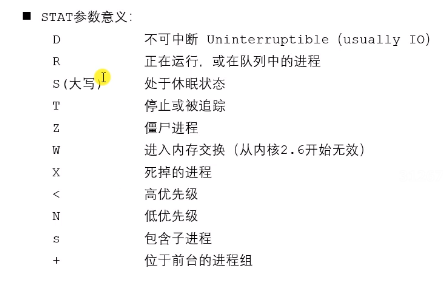 ■ STAT参数意义：
D 不可中断 Uninterruptible (usually IO)
R 正在运行，或在队列中的进程
S(大写) 处于休眠状态
T 停止或被追踪
Z 僵尸进程
W 进入内存交换（从内核2.6开始无效）
X 死掉的进程
< 高优先级
N 低优先级
s 包含子进程
+ 位于前台的进程组